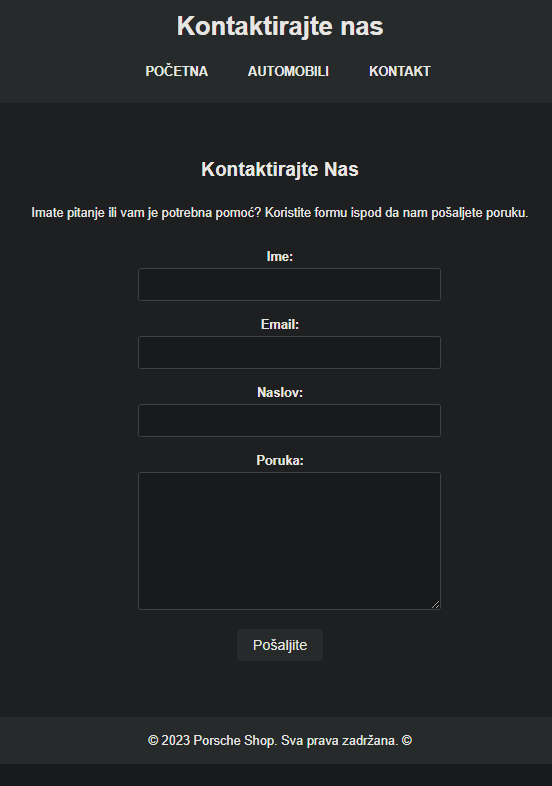 Kontaktirajte nas
POČETNA AUTOMOBILI KONTAKT
Kontaktirajte Nas
Imate pitanje ili vam je potrebna pomoć? Koristite formu ispod da nam pošaljete poruku.
Ime:
Email:
Naslov:
Poruka:
Pošaljite
© 2023 Porsche Shop. Sva prava zadržana. ©